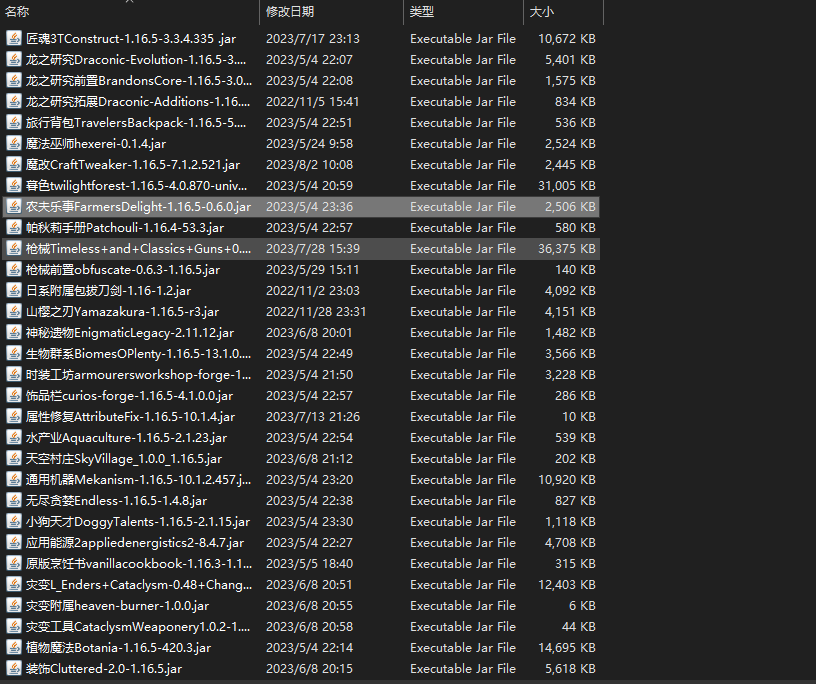 名称 修改日期 类型 大小
匠魂3TConstruct-1.16.5-3.3.4.335 .jar 2023/7/17 23:13 Executable Jar File 10,672 KB
龙之研究Draconic-Evolution-1.16.5-3.... 2023/5/4 22:07 Executable Jar File 5,401 KB
龙之研究前置BrandonsCore-1.16.5-3.0... 2023/5/4 22:08 Executable Jar File 1,575 KB
龙之研究拓展Draconic-Additions-1.16.... 2022/11/5 15:41 Executable Jar File 834 KB
旅行背包TravelersBackpack-1.16.5-5.... 2023/5/4 22:51 Executable Jar File 536 KB
魔法巫师hexerei-0.1.4.jar 2023/5/24 9:58 Executable Jar File 2,524 KB
魔改CraftTweaker-1.16.5-7.1.2.521.jar 2023/8/2 10:08 Executable Jar File 2,445 KB
暮色twilightforest-1.16.5-4.0.870-univ... 2023/5/4 20:59 Executable Jar File 31,005 KB
农夫乐事FarmersDelight-1.16.5-0.6.0.jar 2023/5/4 23:36 Executable Jar File 2,506 KB
帕秋莉手册Patchouli-1.16.4-53.3.jar 2023/5/4 22:57 Executable Jar File 580 KB
枪械Timeless+and+Classics+Guns+0.... 2023/7/28 15:39 Executable Jar File 36,375 KB
枪械前置obfuscate-0.6.3-1.16.5.jar 2023/5/29 15:11 Executable Jar File 140 KB
日系附属包拔刀剑-1.16-1.2.jar 2022/11/2 23:03 Executable Jar File 4,092 KB
山樱之刃Yamazakura-1.16.5-r3.jar 2022/11/28 23:31 Executable Jar File 4,151 KB
神秘遗物EnigmaticLegacy-2.11.12.jar 2023/6/8 20:01 Executable Jar File 1,482 KB
生物群系BiomesOPlenty-1.16.5-13.1.0.... 2023/5/4 22:49 Executable Jar File 3,566 KB
时装工坊armourersworkshop-forge-1... 2023/5/4 21:50 Executable Jar File 3,228 KB
饰品栏curios-forge-1.16.5-4.1.0.0.jar 2023/5/4 22:57 Executable Jar File 286 KB
属性修复AttributeFix-1.16.5-10.1.4.jar 2023/7/13 21:26 Executable Jar File 10 KB
水产业Aquaculture-1.16.5-2.1.23.jar 2023/5/4 22:54 Executable Jar File 539 KB
天空村庄SkyVillage_1.0.0_1.16.5.jar 2023/6/8 21:12 Executable Jar File 202 KB
通用机器Mekanism-1.16.5-10.1.2.457.j... 2023/5/4 23:20 Executable Jar File 10,920 KB
无尽贪婪Endless-1.16.5-1.4.8.jar 2023/5/4 22:38 Executable Jar File 827 KB
小狗天才DoggyTalents-1.16.5-2.1.15.jar 2023/5/4 23:30 Executable Jar File 1,118 KB
应用能源2appliedenergistics2-8.4.7.jar 2023/5/4 22:27 Executable Jar File 4,708 KB
原版烹饪书vanillacookbook-1.16.3-1.1... 2023/5/5 18:40 Executable Jar File 315 KB
灾变L_Enders+Cataclysm-0.48+Chang... 2023/6/8 20:51 Executable Jar File 12,403 KB
灾变附属heaven-burner-1.0.0.jar 2023/6/8 20:55 Executable Jar File 6 KB
灾变工具CataclysmWeaponery1.0.2-1.... 2023/6/8 20:58 Executable Jar File 44 KB
植物魔法Botania-1.16.5-420.3.jar 2023/5/4 22:14 Executable Jar File 14,695 KB
装饰Cluttered-2.0-1.16.5.jar 2023/6/8 20:15 Executable Jar File 5,618 KB